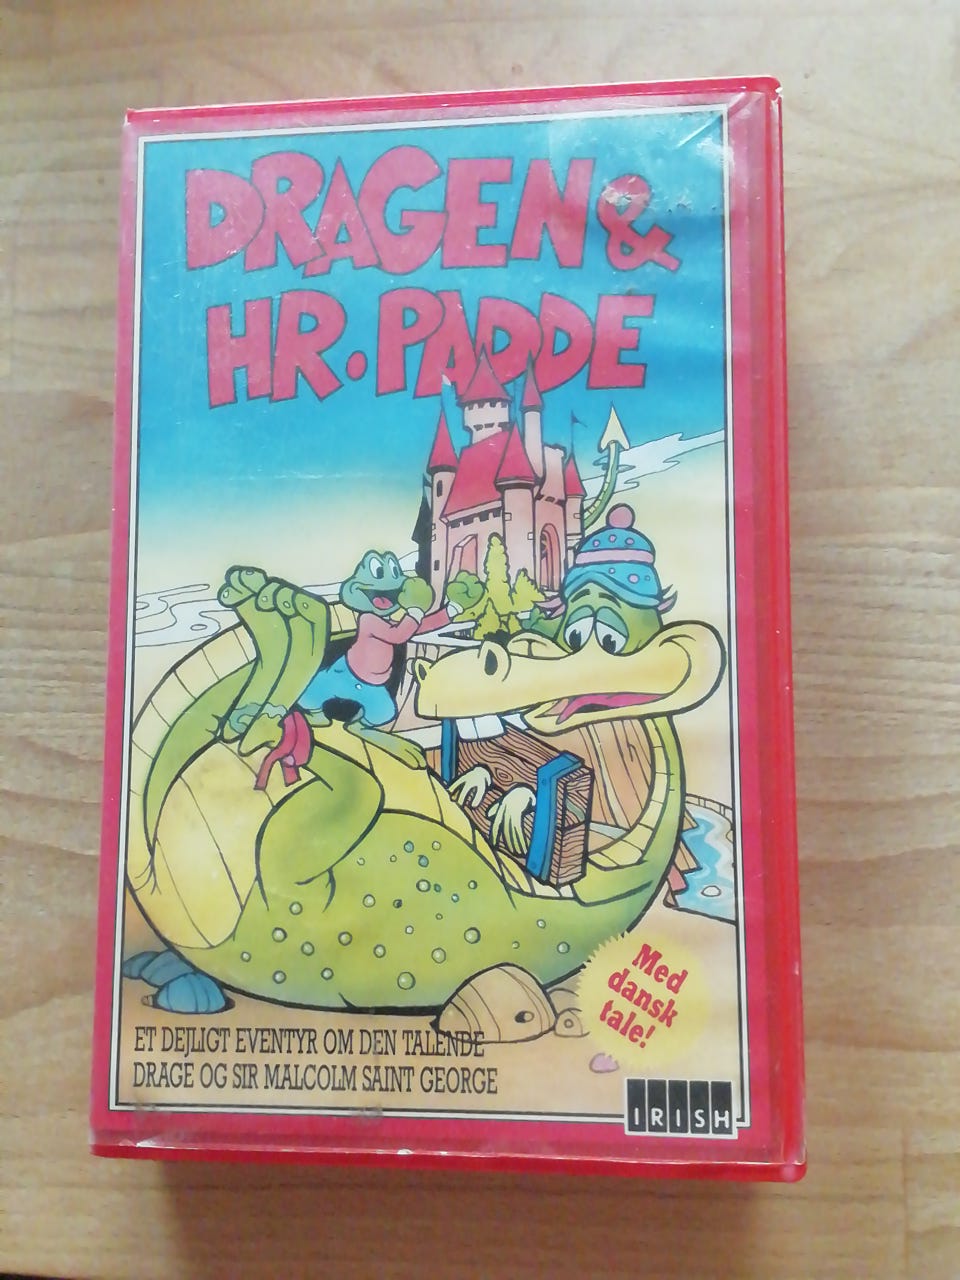 DRAGEN &
HR. PADDE
Med
dansk
tale!
ET DEJLIGT EVENTYR OM DEN TALENDE
DRAGE OG SIR MALCOLM SAINT GEORGE
IRISH